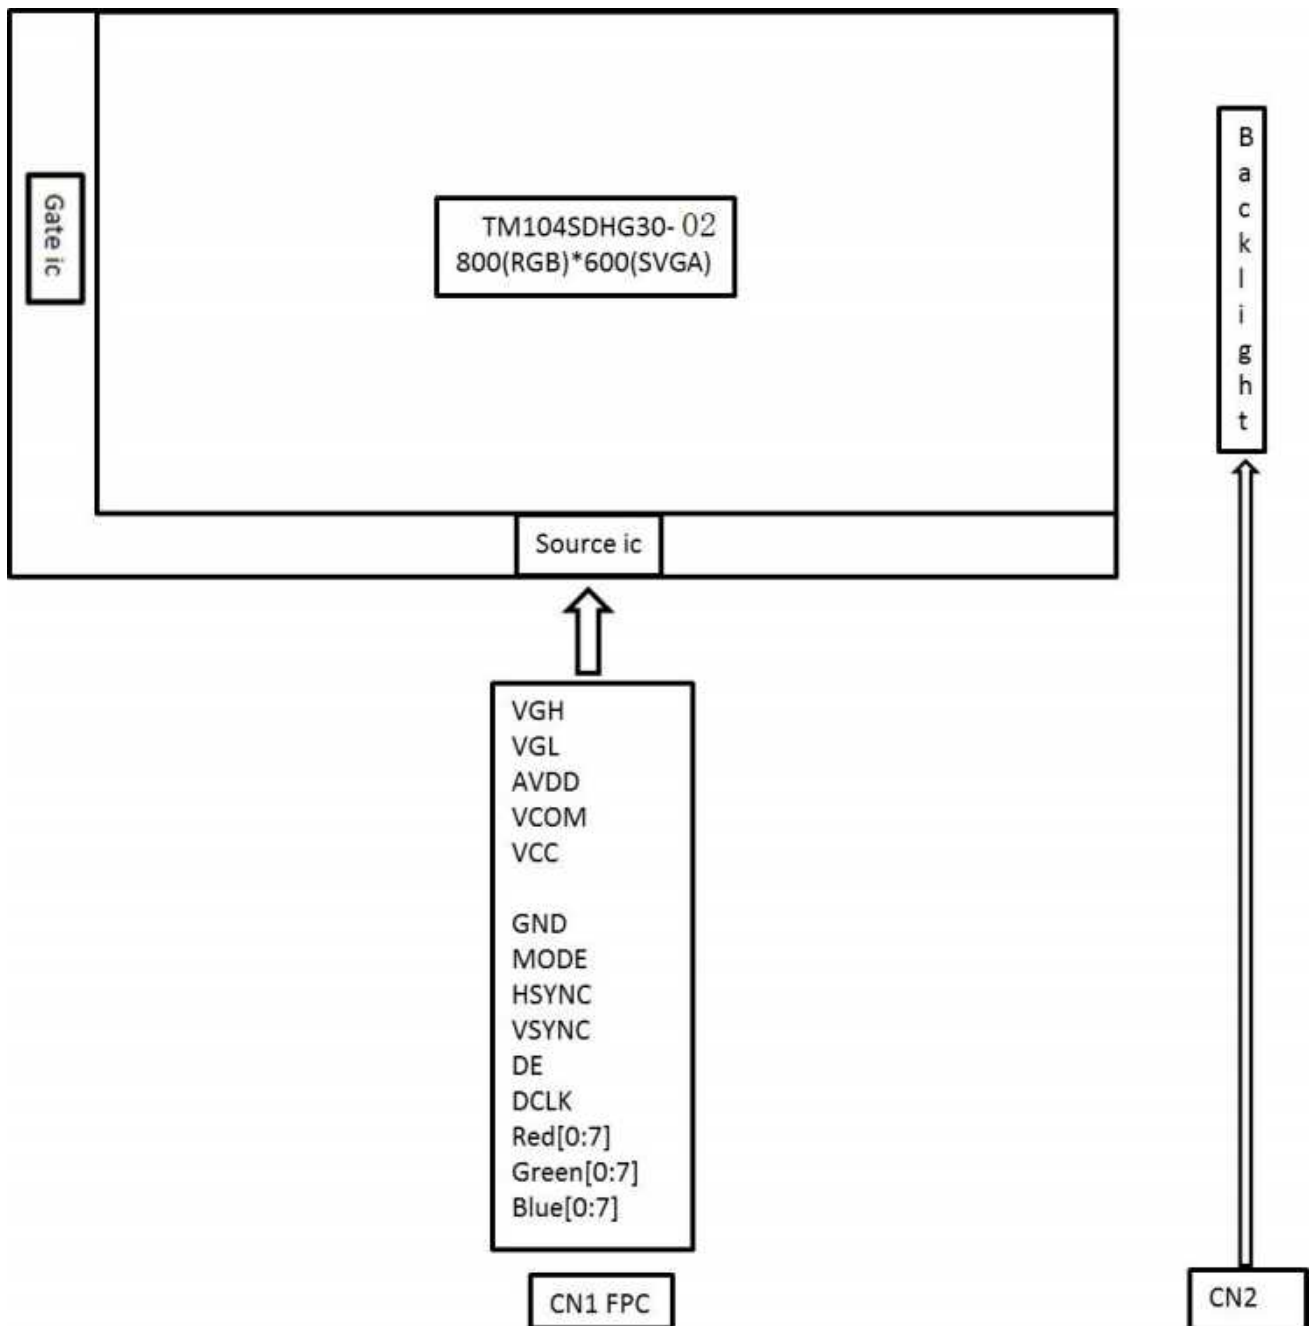 Gate ic
TM104SDHG30- 02
800(RGB)*600(SVGA)
Backlight
Source ic
VGH
VGL
AVDD
VCOM
VCC
GND
MODE
HSYNC
VSYNC
DE
DCLK
Red[0:7]
Green[0:7]
Blue[0:7]
CN1 FPC
CN2